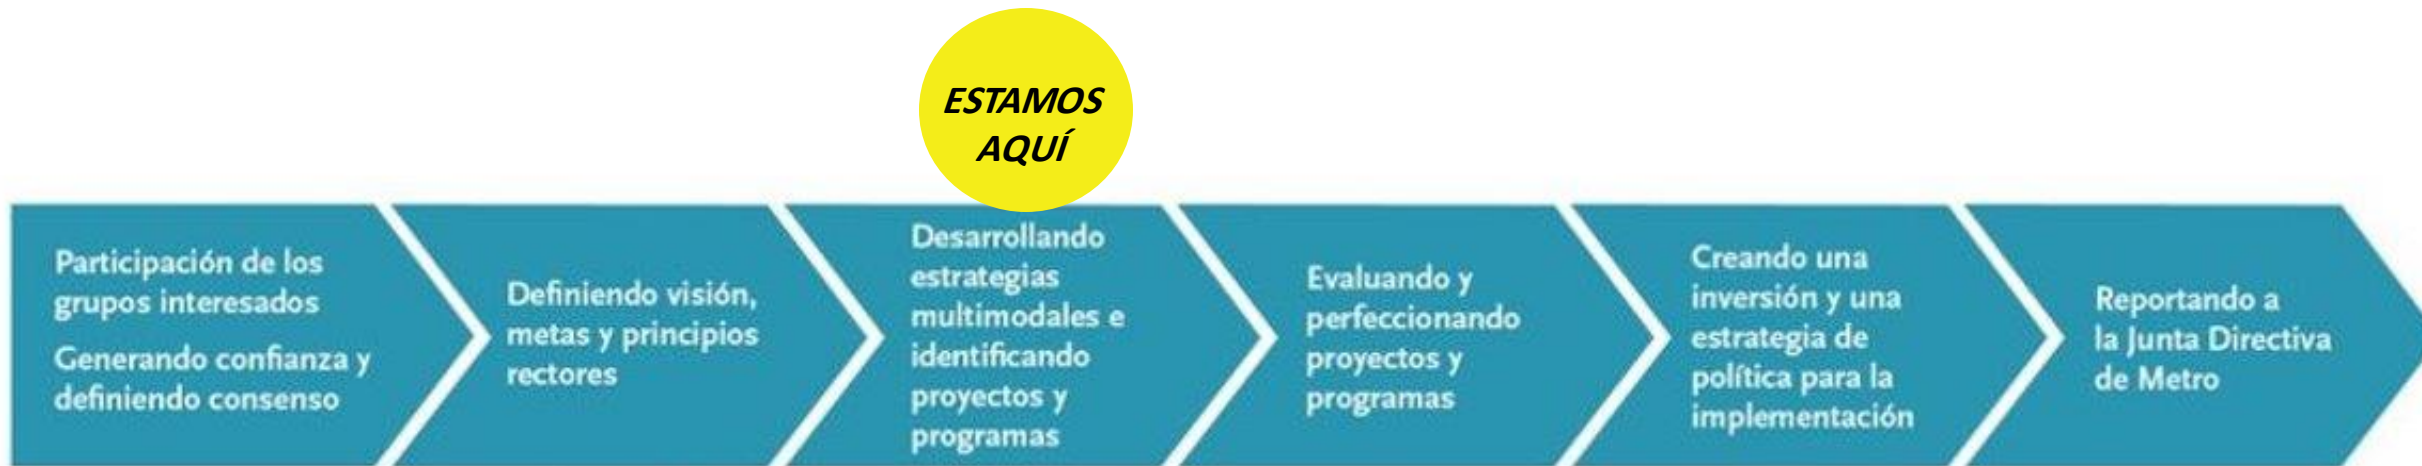 ESTAMOS
AQUÍ
Participación de los
grupos interesados
Generando confianza y
definiendo consenso
Definiendo visión,
metas y principios
rectores
Desarrollando
estrategias
multimodales e
identificando
proyectos y
programas
Evaluando y
perfeccionando
proyectos y
programas
Creando una
inversión y una
estrategia de
política para la
implementación
Reportando a
la Junta Directiva
de Metro